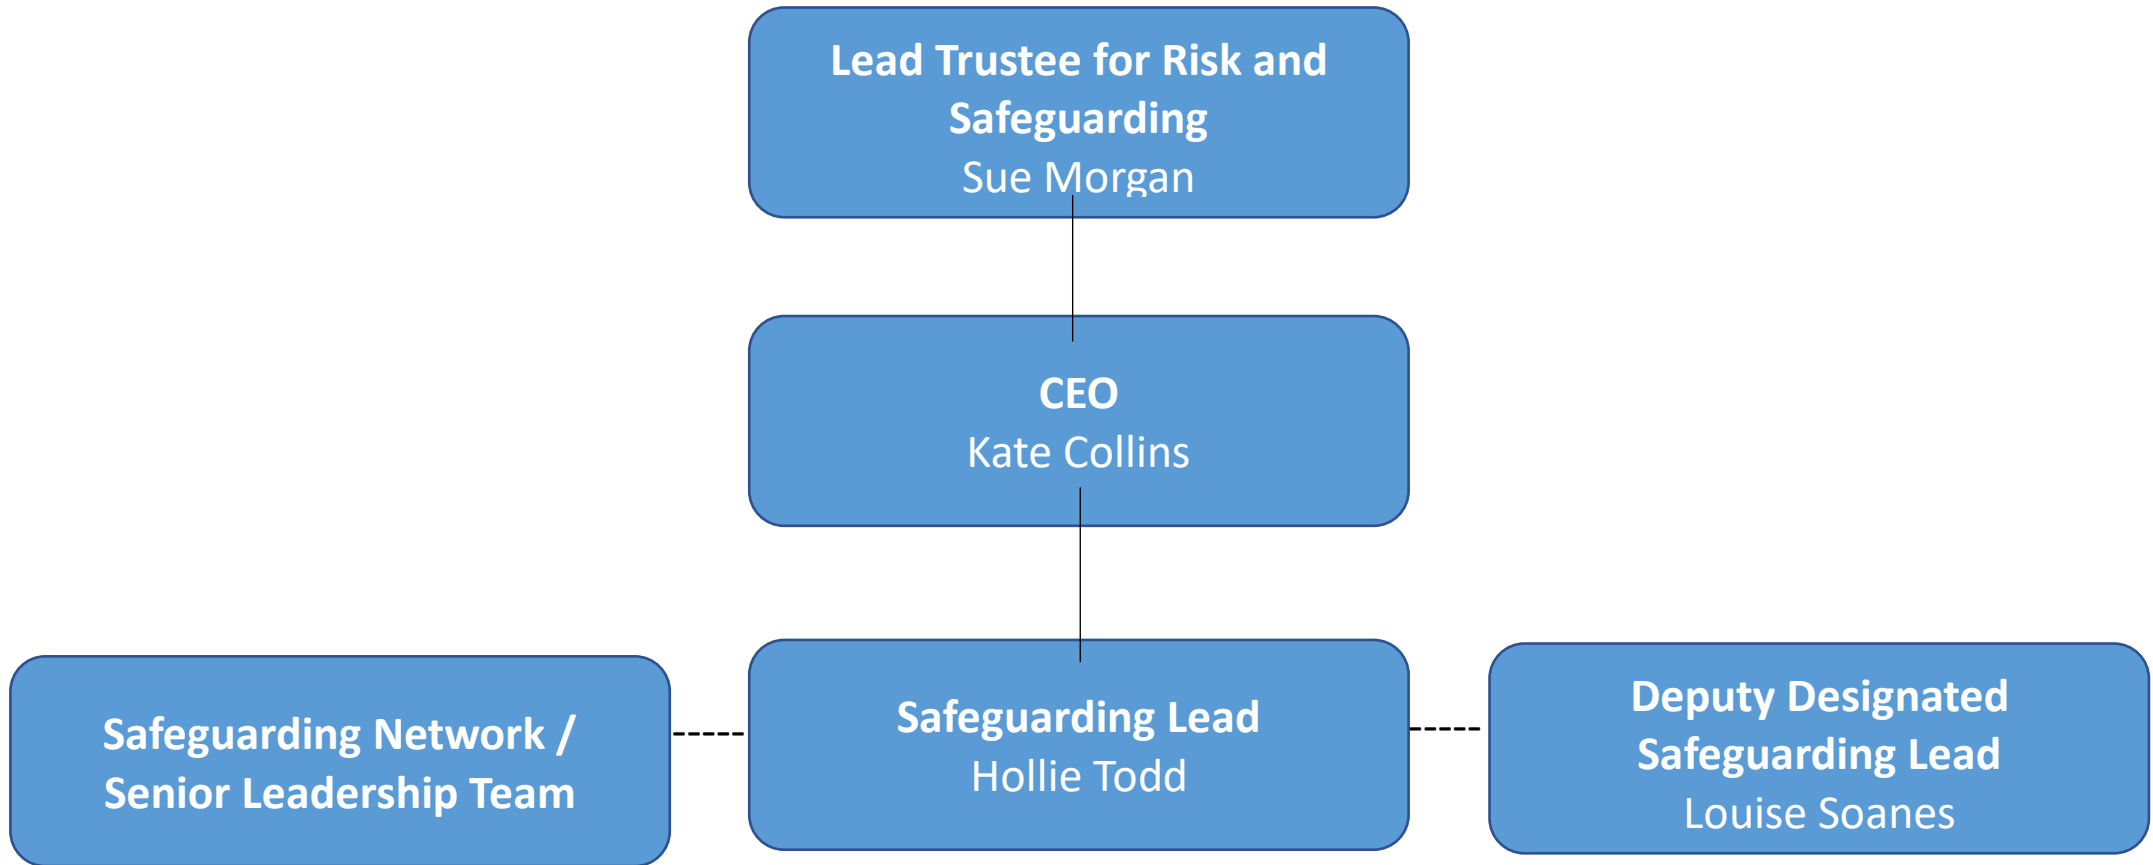 Lead Trustee for Risk and
Safeguarding
Sue Morgan
CEO
Kate Collins
Safeguarding Network /
Senior Leadership Team
Safeguarding Lead
Hollie Todd
Deputy Designated
Safeguarding Lead
Louise Soanes